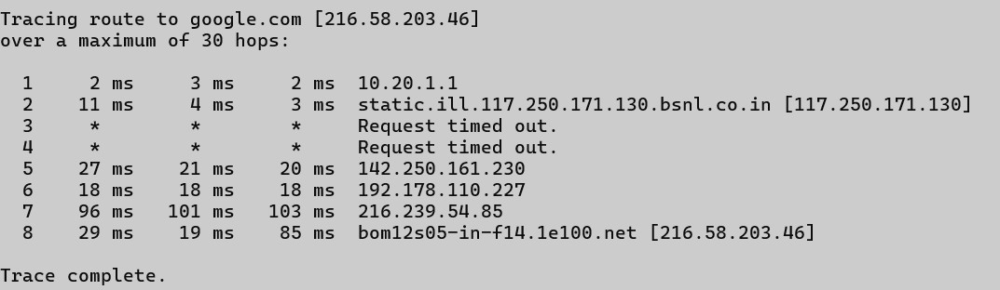 Tracing route to google.com [216.58.203.46]
over a maximum of 30 hops:

  1     2 ms     3 ms     2 ms  10.20.1.1
  2    11 ms     4 ms     3 ms  static.ill.117.250.171.130.bsnl.co.in [117.250.171.130]
  3     *        *        *     Request timed out.
  4     *        *        *     Request timed out.
  5    27 ms    21 ms    20 ms  142.250.161.230
  6    18 ms    18 ms    18 ms  192.178.110.227
  7    96 ms   101 ms   103 ms  216.239.54.85
  8    29 ms    19 ms    85 ms  bom12s05-in-f14.1e100.net [216.58.203.46]

Trace complete.